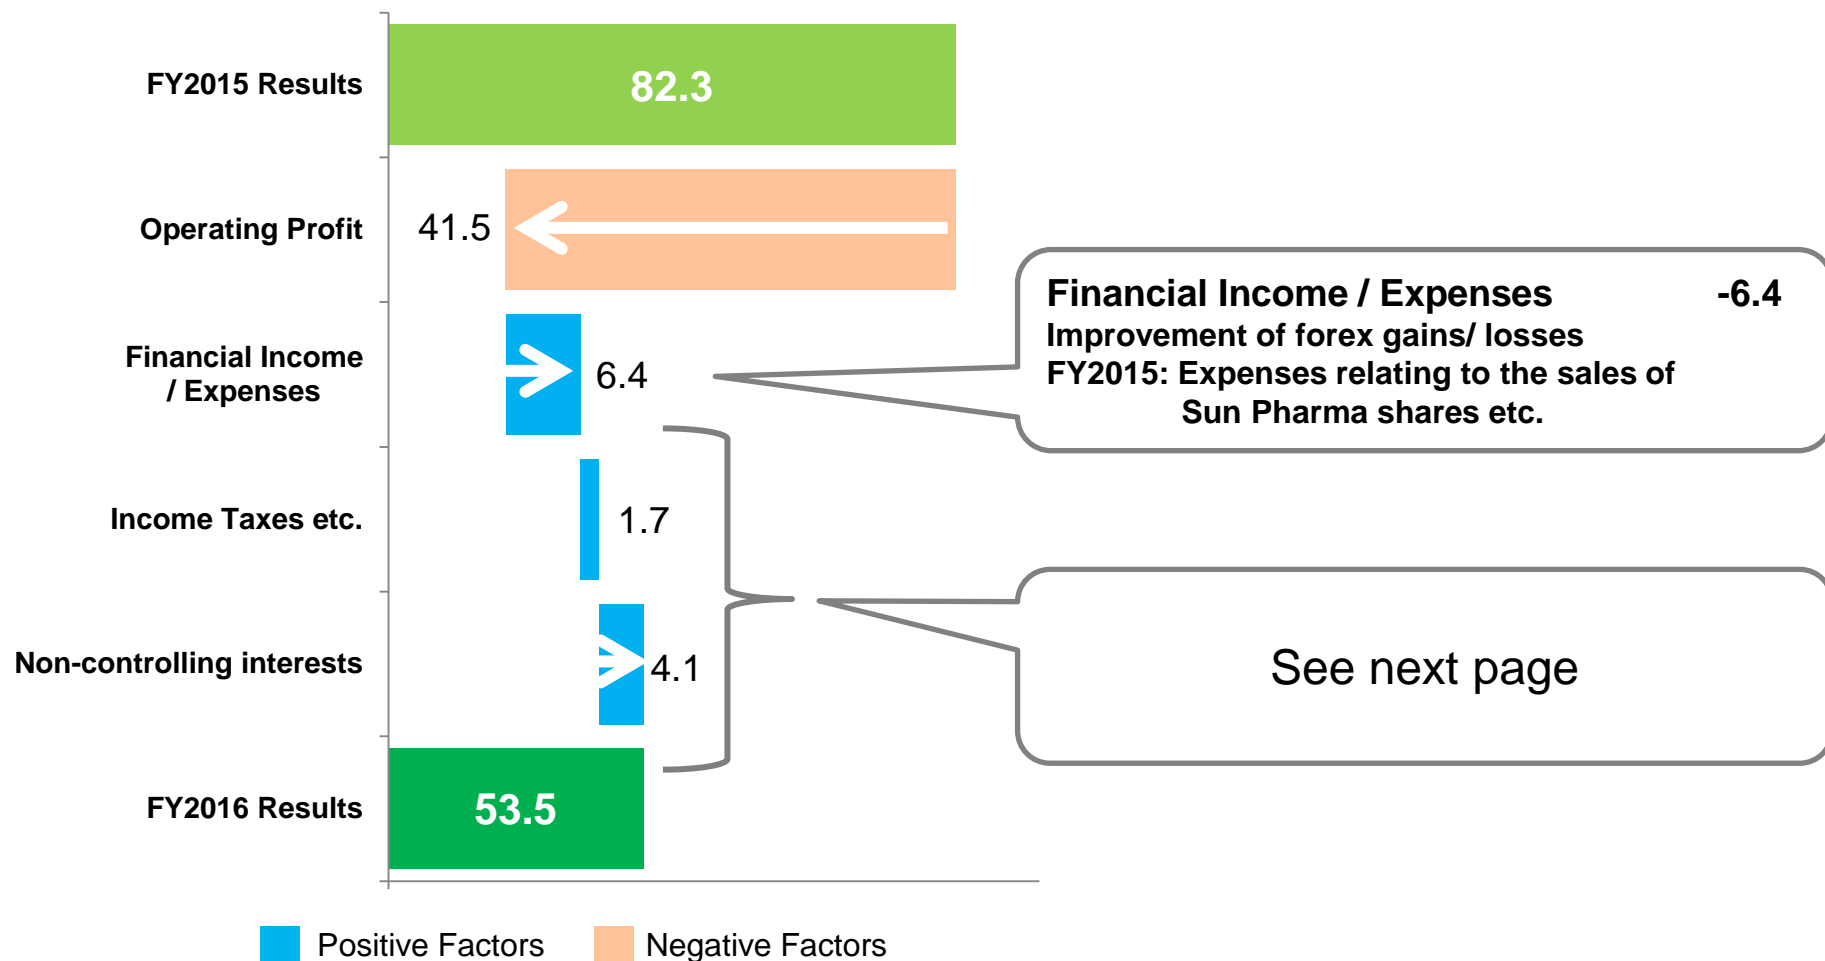 FY2015 Results
82.3
Operating Profit
41.5
Financial Income
/ Expenses
6.4
Financial Income / Expenses -6.4
Improvement of forex gains/ losses
FY2015: Expenses relating to the sales of
Sun Pharma shares etc.
Income Taxes etc.
1.7
Non-controlling interests
4.1
See next page
FY2016 Results
53.5
Positive Factors
Negative Factors